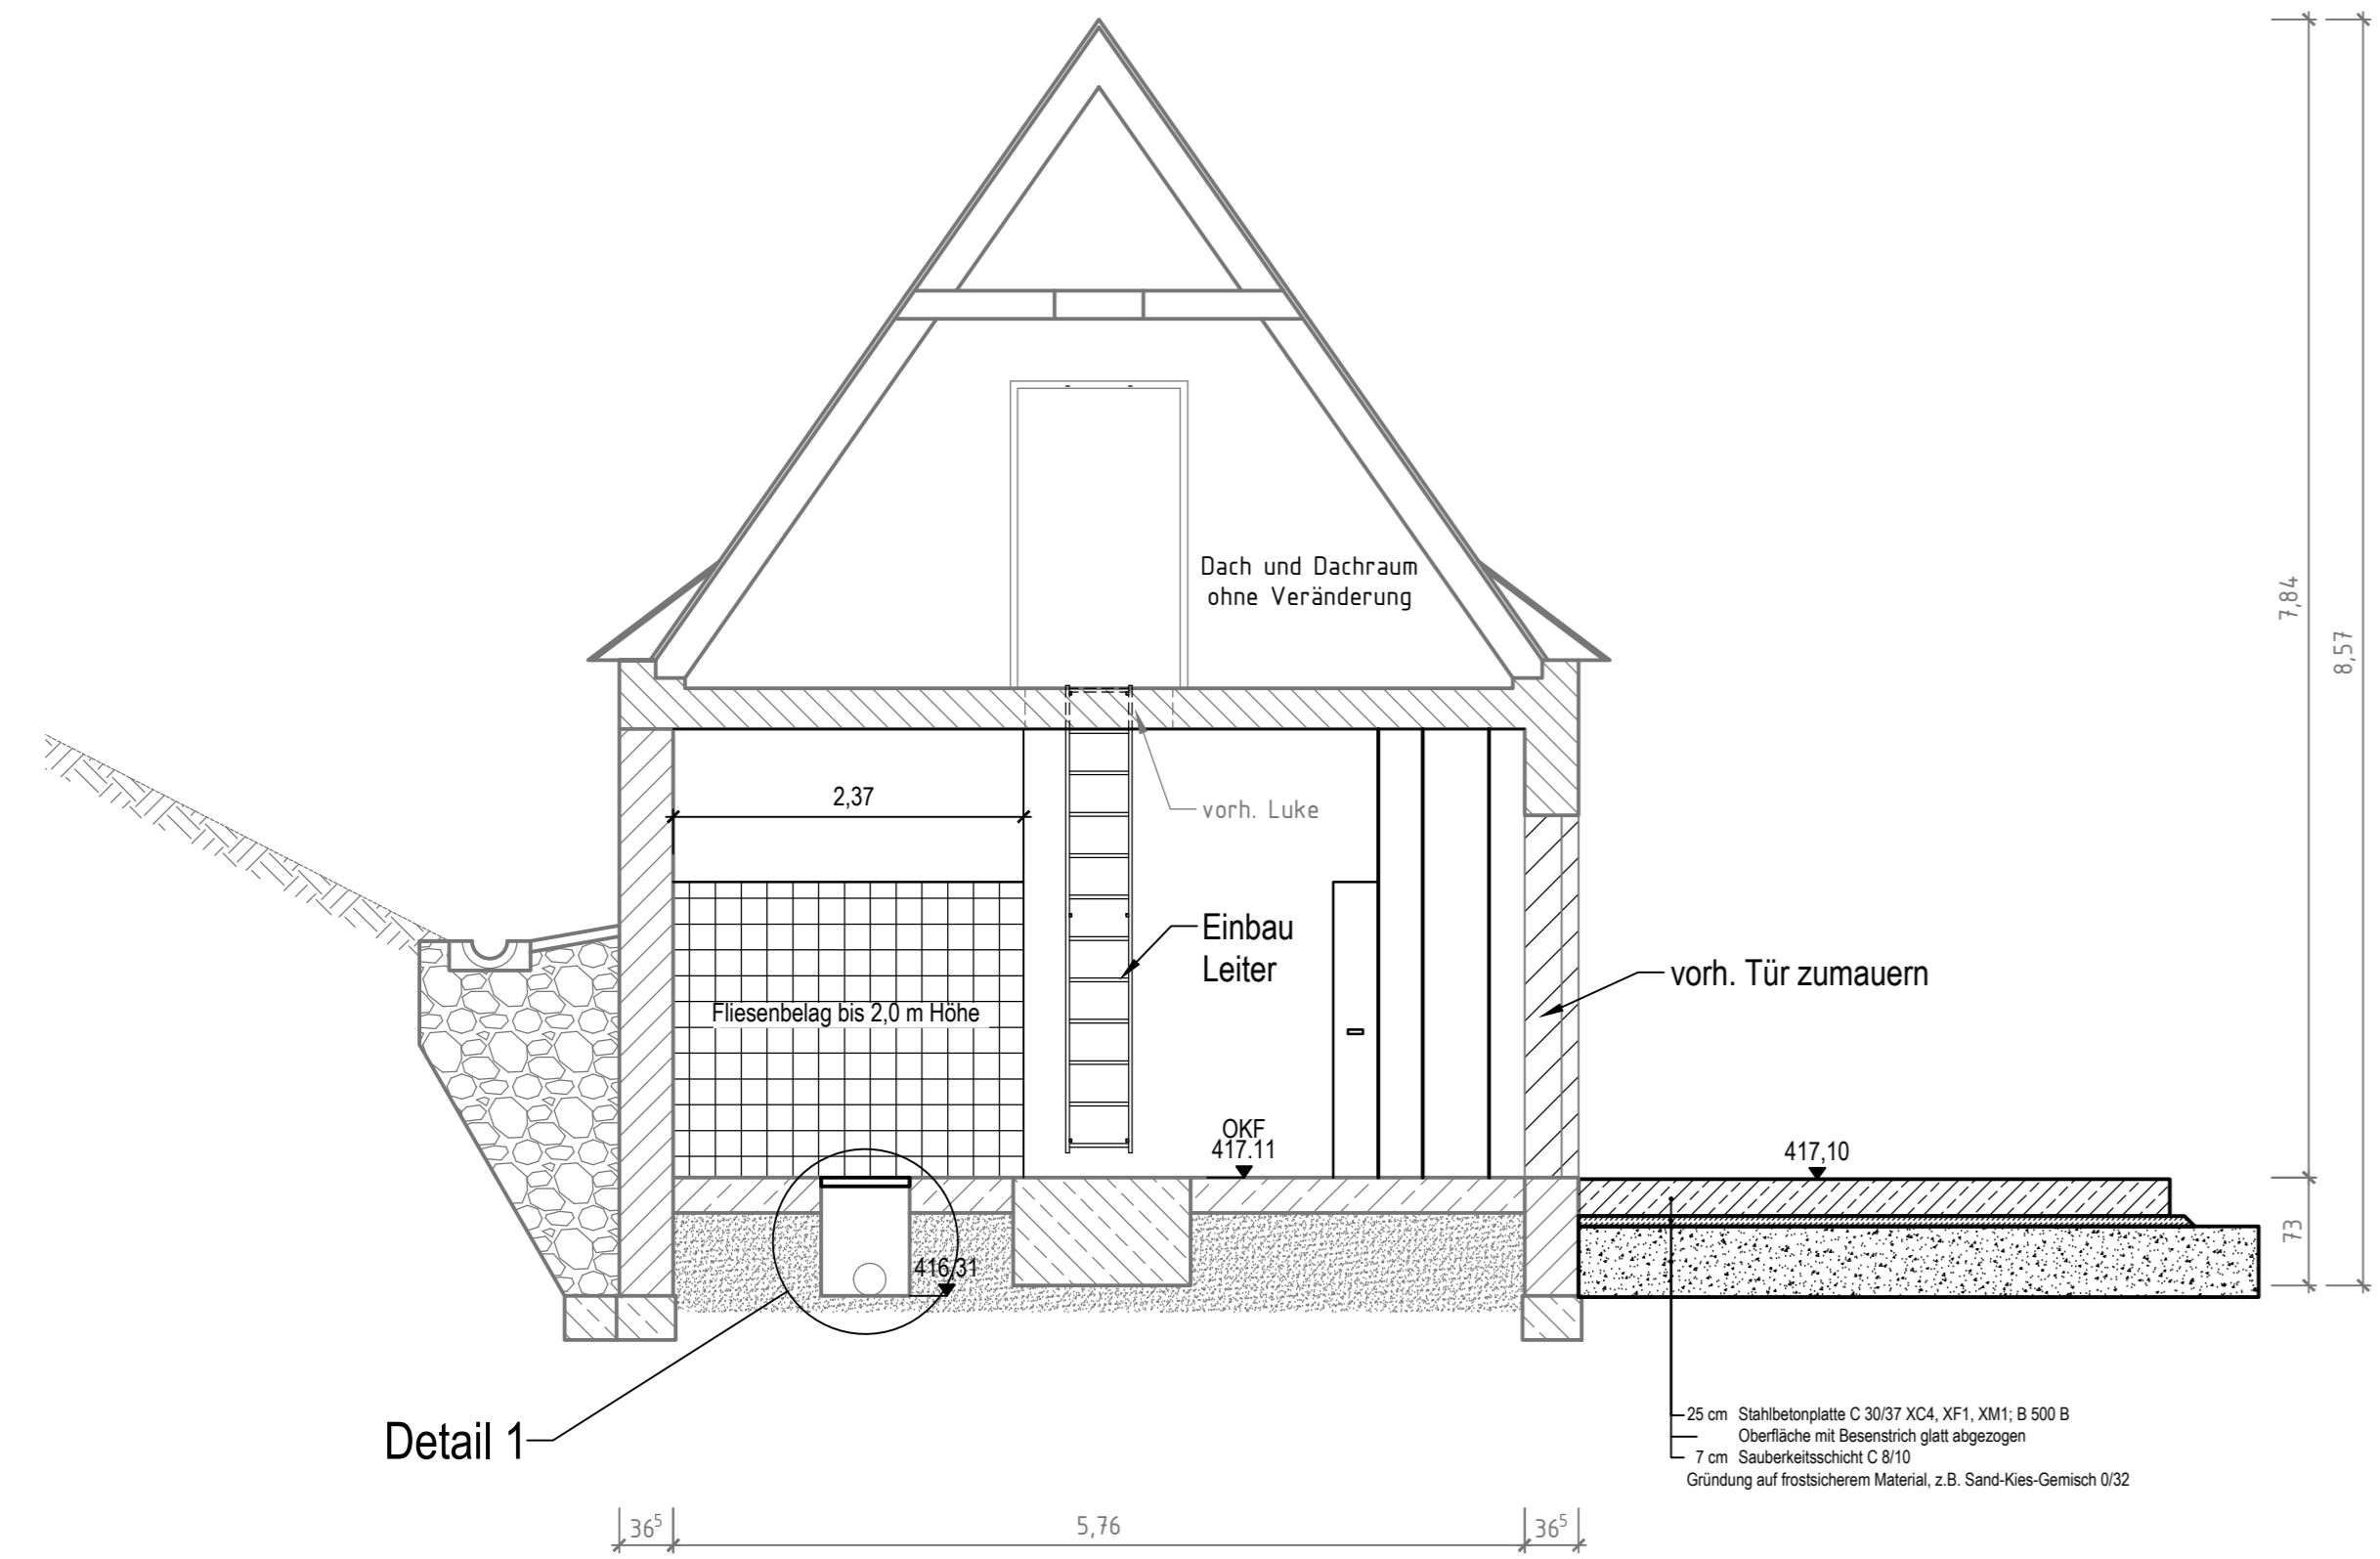 Dach und Dachraum
ohne Veränderung
7,84
8,57
2,37
vorh. Luke
Einbau
Leiter
vorh. Tür zumauern
Fliesenbelag bis 2,0 m Höhe
OKF
417.11
417,10
73
416,31
Detail 1
25 cm Stahlbetonplatte C 30/37 XC4, XF1, XM1; B 500 B
Oberfläche mit Besenstrich glatt abgezogen
7 cm Sauberkeitsschicht C 8/10
Gründung auf frostsicherem Material, z.B. Sand-Kies-Gemisch 0/32
36⁵ 5,76 36⁵